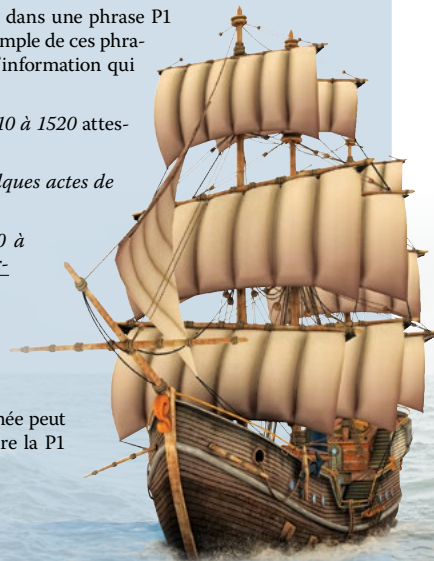 dans une phrase P1
mple de ces phra-
’information qui
10 à 1520 attes-
lques actes de
0 à
r-
née peut
re la P1